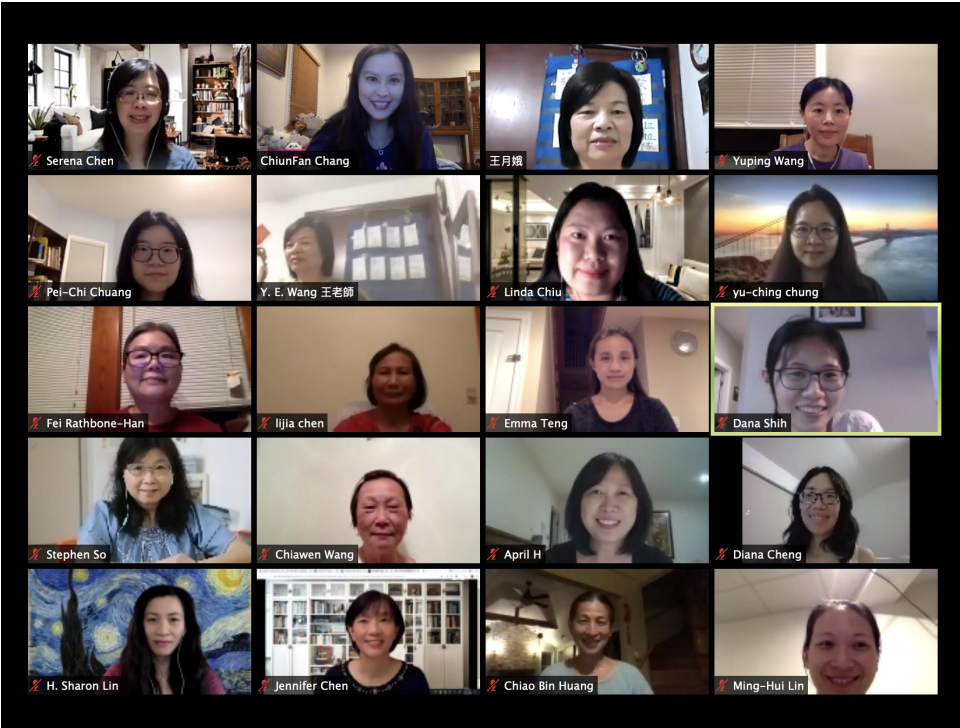 Serena Chen
ChiunFan Chang
王月娥
Yuping Wang
Pei-Chi Chuang
Y. E. Wang 王老師
Linda Chiu
yu-ching chung
Fei Rathbone-Han
lijia chen
Emma Teng
Dana Shih
Stephen So
Chiawen Wang
April H
Diana Cheng
H. Sharon Lin
Jennifer Chen
Chiao Bin Huang
Ming-Hui Lin